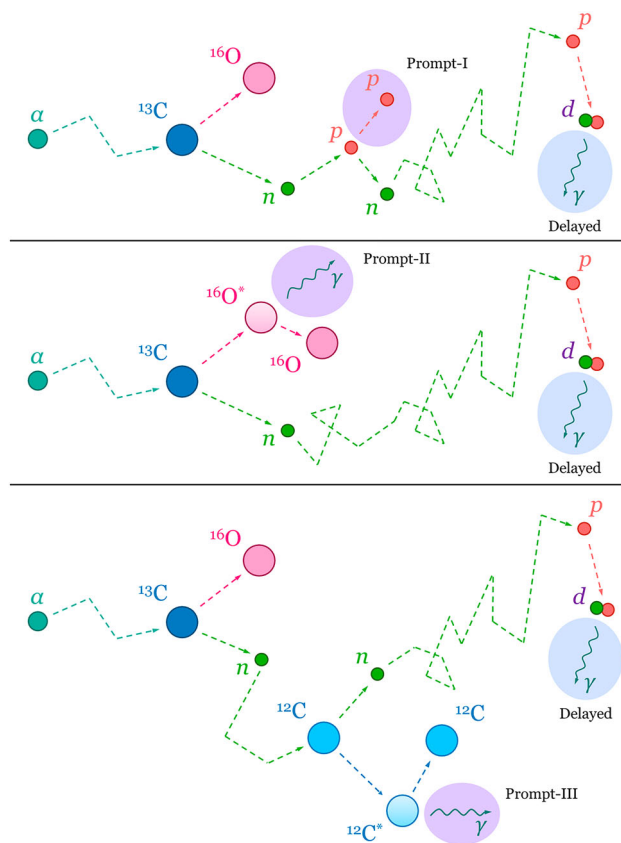 ¹⁶O
p
Prompt-I
p
α
¹³C
p
d
n
n
γ
Delayed
Prompt-II
γ
¹⁶O*
p
α
¹³C
¹⁶O
d
n
γ
Delayed
¹⁶O
p
α
¹³C
d
n
n
γ
¹²C
¹²C
Delayed
Prompt-III
¹²C*
γ